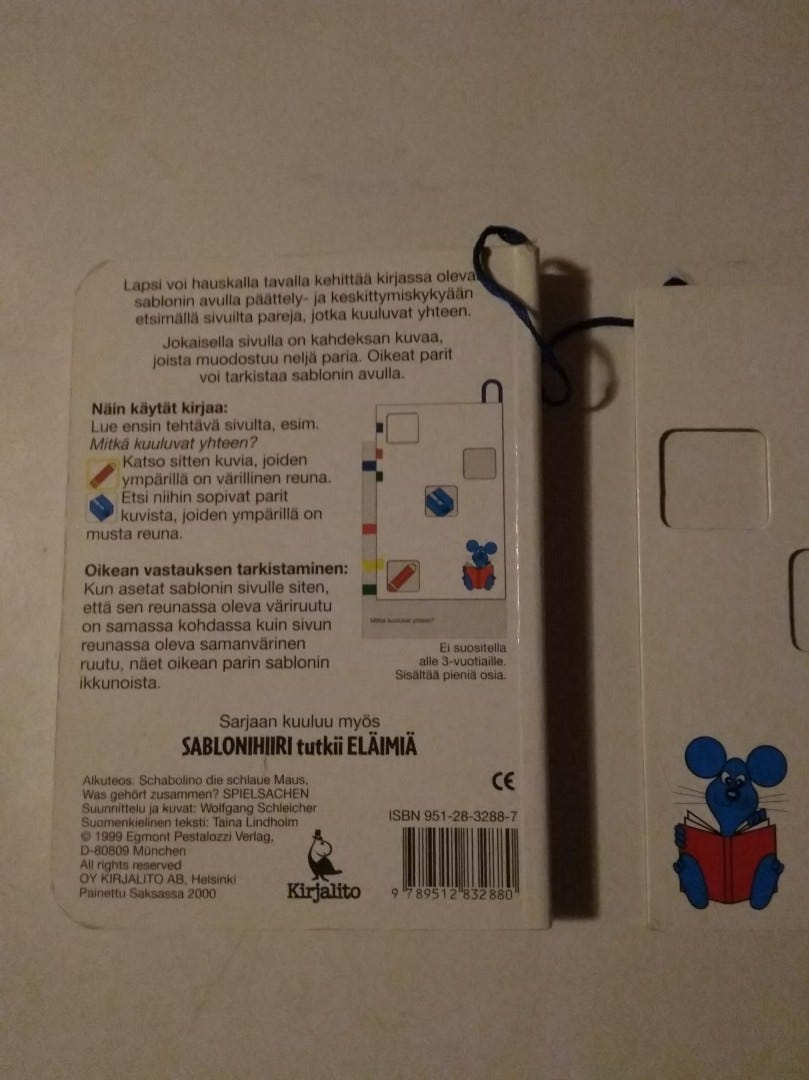 Lapsi voi hauskalla tavalla kehittää kirjassa oleva
sablonin avulla päättely- ja keskittymiskykyään
etsimällä sivuilta pareja, jotka kuuluvat yhteen.
Jokaisella sivulla on kahdeksan kuvaa,
joista muodostuu neljä paria. Oikeat parit
voi tarkistaa sablonin avulla.
Näin käytät kirjaa:
Lue ensin tehtävä sivulta, esim.
Mitkä kuuluvat yhteen?
Katso sitten kuvia, joiden
ympärillä on värillinen reuna.
Etsi niihin sopivat parit
kuvista, joiden ympärillä on
musta reuna.
Oikean vastauksen tarkistaminen:
Kun asetat sablonin sivulle siten,
että sen reunassa oleva väriruutu
on samassa kohdassa kuin sivun
reunassa oleva samanvärinen
ruutu, näet oikean parin sablonin
ikkunoista.
Mitkä kuuluvat yhteen?
Ei suositella
alle 3-vuotiaille.
Sisältää pieniä osia.
Sarjaan kuuluu myös
SABLONIHIIRI tutkii ELÄIMIÄ
Alkuteos: Schabolino die schlaue Maus,
Was gehört zusammen? SPIELSACHEN
Suunnittelu ja kuvat: Wolfgang Schleicher
Suomenkielinen teksti: Taina Lindholm
© 1999 Egmont Pestalozzi Verlag,
D-80809 München
All rights reserved
OY KIRJALITO AB, Helsinki
Painettu Saksassa 2000
Kirjalito
CE
ISBN 951-28-3288-7
9 789512 832880